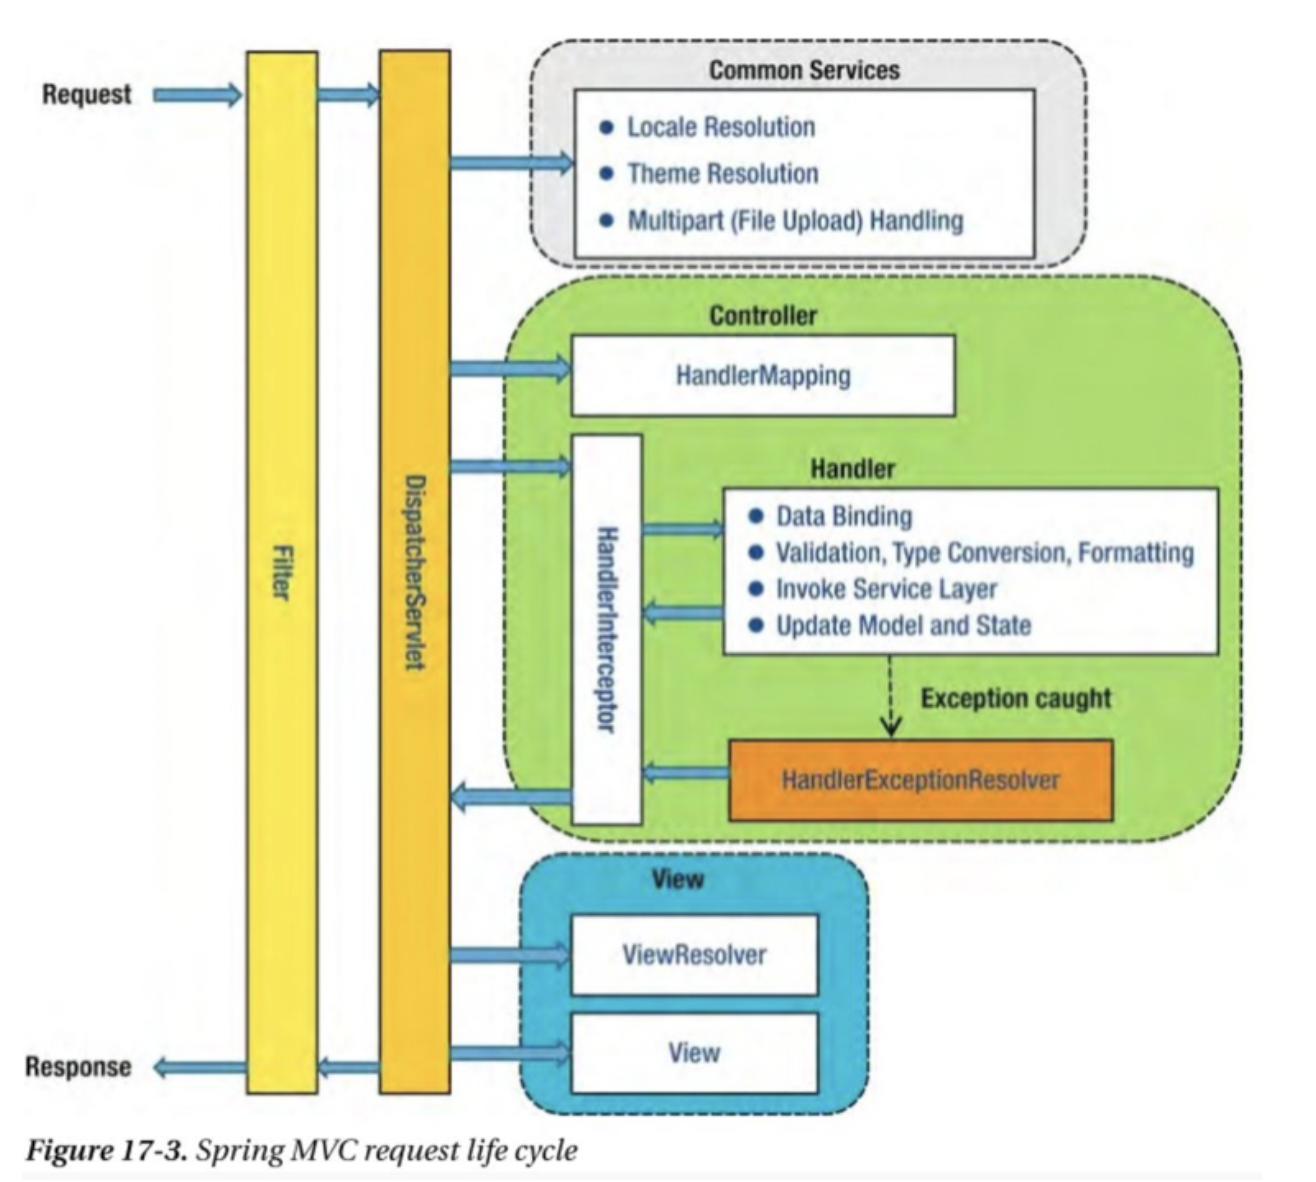 Request
Common Services
Locale Resolution
Theme Resolution
Multipart (File Upload) Handling
Controller
HandlerMapping
Handler
Data Binding
Validation, Type Conversion, Formatting
Invoke Service Layer
Update Model and State
Filter
DispatcherServlet
HandlerInterceptor
Exception caught
HandlerExceptionResolver
View
ViewResolver
View
Response
Figure 17-3. Spring MVC request life cycle